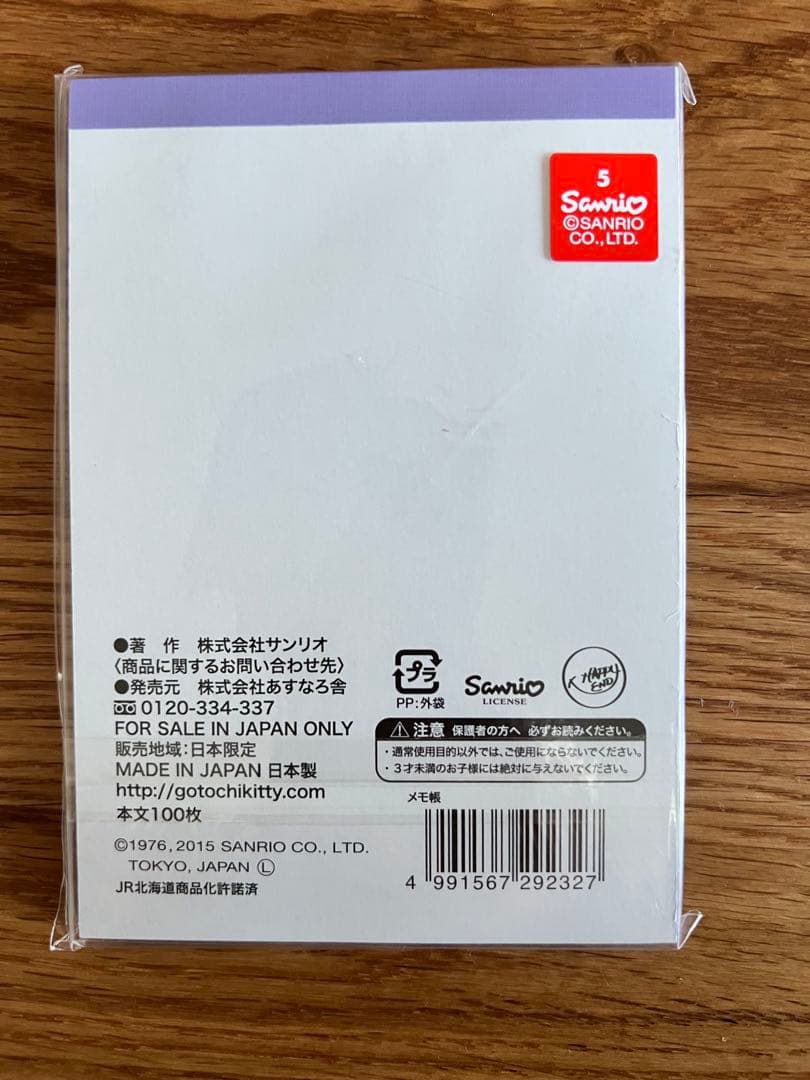 5
Sanrio
©SANRIO
CO.,LTD.
●著 作 株式会社サンリオ
〈商品に関するお問い合わせ先〉
●発売元 株式会社あすなろ舎
0120-334-337
FOR SALE IN JAPAN ONLY
販売地域:日本限定
MADE IN JAPAN 日本製
http://gotochikitty.com
本文100枚
©1976, 2015 SANRIO CO., LTD.
TOKYO, JAPAN Ⓛ
JR北海道商品化許諾済
プラ
PP:外袋
Sanrio
LICENSE
HAPPY
END
注意 保護者の方へ 必ずお読みください。
・通常使用目的以外では、ご使用にならないでください。
・3才未満のお子様には絶対に与えないでください。
メモ帳
4 991567 292327